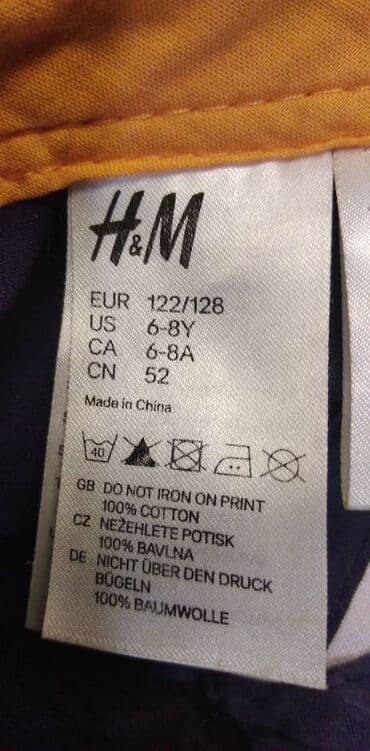 H&M
EUR 122/128
US 6-8Y
CA 6-8A
CN 52
Made in China
40
GB DO NOT IRON ON PRINT
100% COTTON
CZ NEŽEHLETE POTISK
100% BAVLNA
DE NICHT ÜBER DEN DRUCK
BÜGELN
100% BAUMWOLLE